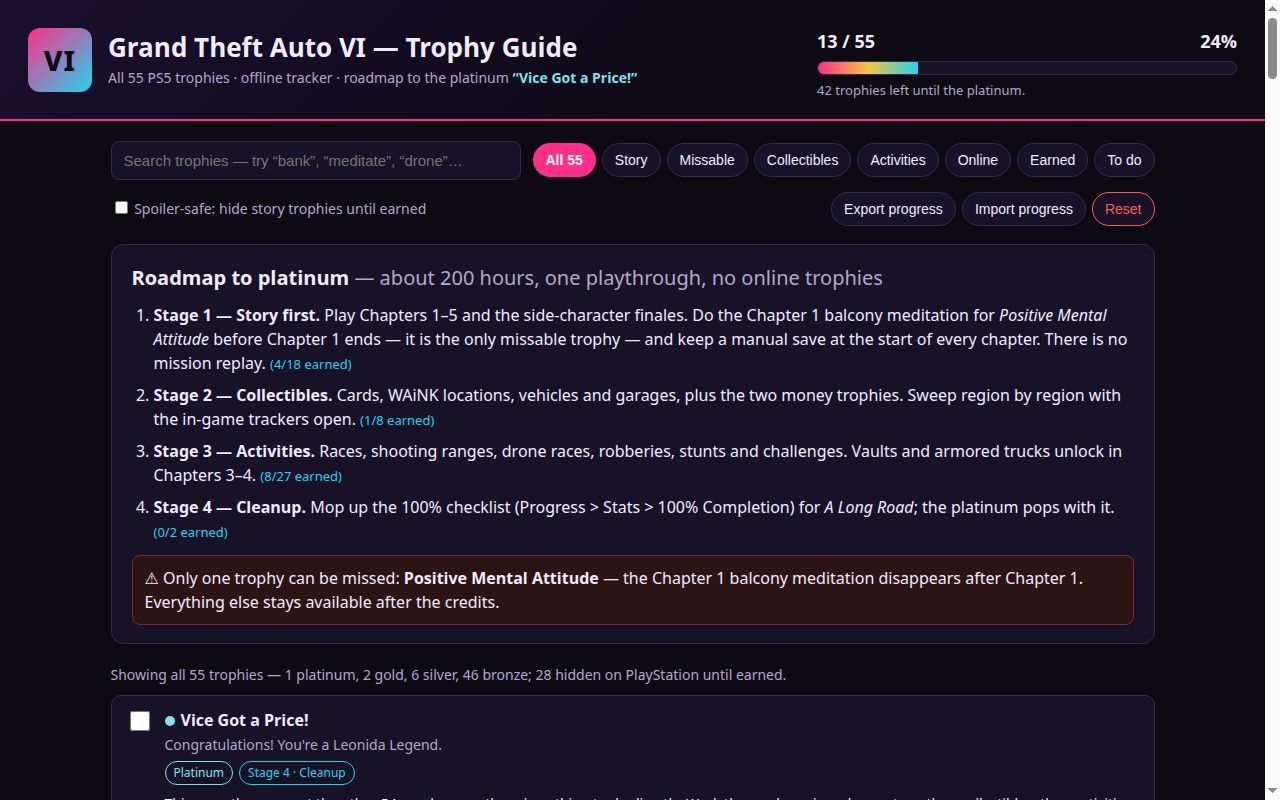 VI
Grand Theft Auto VI — Trophy Guide
All 55 PS5 trophies · offline tracker · roadmap to the platinum “Vice Got a Price!”
13 / 55
24%
42 trophies left until the platinum.
Search trophies — try “bank”, “meditate”, “drone”…
All 55
Story
Missable
Collectibles
Activities
Online
Earned
To do
Spoiler-safe: hide story trophies until earned
Export progress
Import progress
Reset
Roadmap to platinum — about 200 hours, one playthrough, no online trophies
1. Stage 1 — Story first. Play Chapters 1–5 and the side-character finales. Do the Chapter 1 balcony meditation for Positive Mental
Attitude before Chapter 1 ends — it is the only missable trophy — and keep a manual save at the start of every chapter. There is no
mission replay. (4/18 earned)
2. Stage 2 — Collectibles. Cards, WAiNK locations, vehicles and garages, plus the two money trophies. Sweep region by region with
the in-game trackers open. (1/8 earned)
3. Stage 3 — Activities. Races, shooting ranges, drone races, robberies, stunts and challenges. Vaults and armored trucks unlock in
Chapters 3–4. (8/27 earned)
4. Stage 4 — Cleanup. Mop up the 100% checklist (Progress > Stats > 100% Completion) for A Long Road; the platinum pops with it.
(0/2 earned)
⚠ Only one trophy can be missed: Positive Mental Attitude — the Chapter 1 balcony meditation disappears after Chapter 1.
Everything else stays available after the credits.
Showing all 55 trophies — 1 platinum, 2 gold, 6 silver, 46 bronze; 28 hidden on PlayStation until earned.
Vice Got a Price!
Congratulations! You're a Leonida Legend.
Platinum
Stage 4 · Cleanup